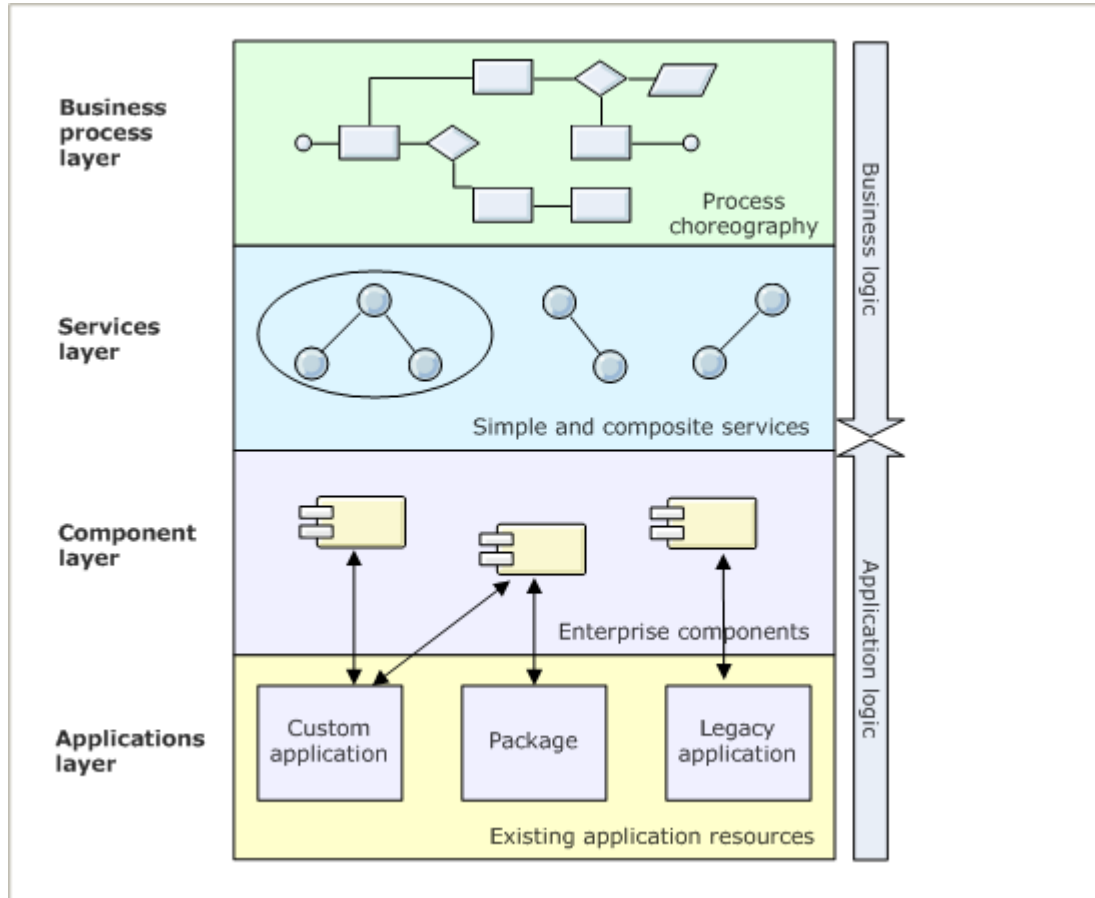 Business
process
layer
Process
choreography
Services
layer
Simple and composite services
Component
layer
Enterprise components
Applications
layer
Custom
application
Package
Legacy
application
Existing application resources
Business logic
Application logic